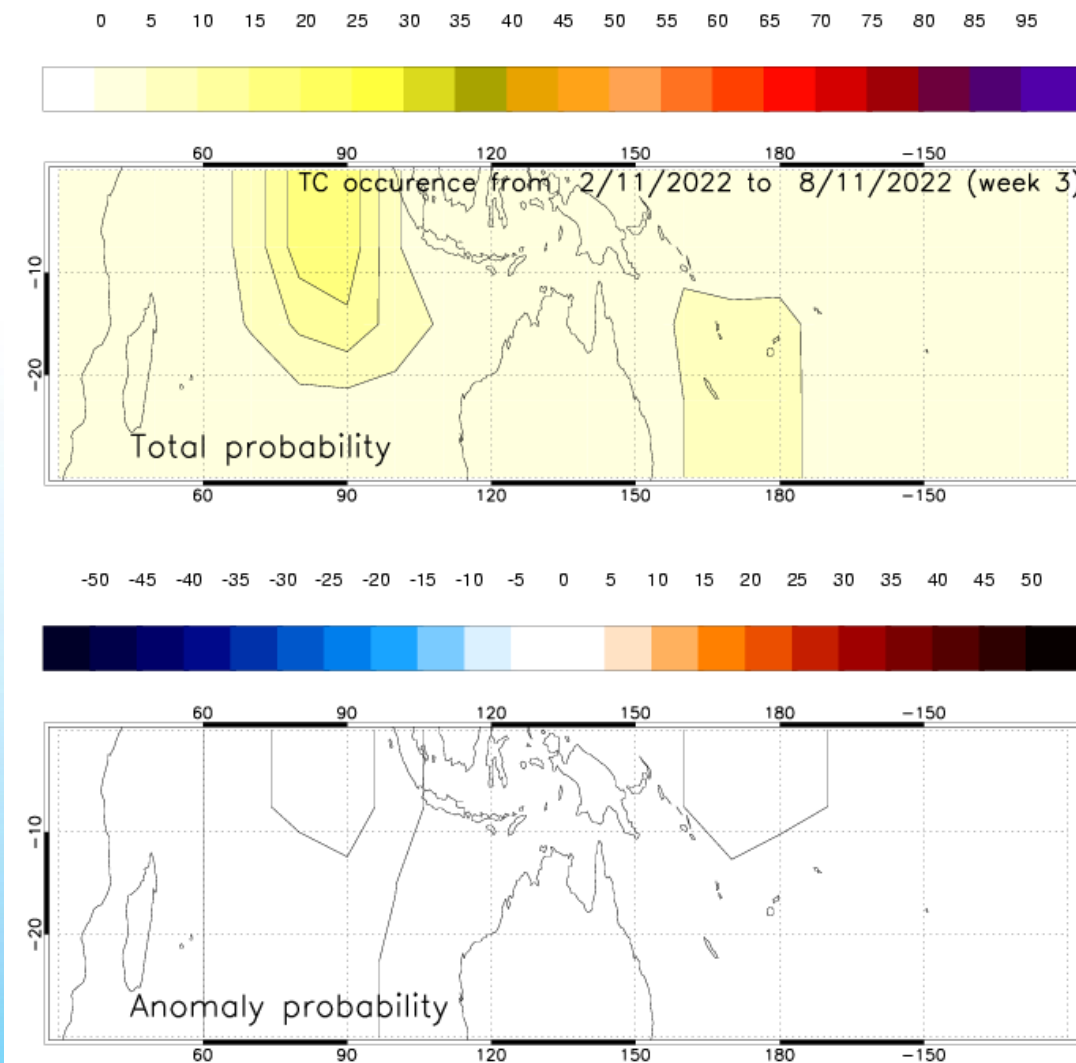 0 5 10 15 20 25 30 35 40 45 50 55 60 65 70 75 80 85 95
60 90 120 150 180 −150
TC occurence from 2/11/2022 to 8/11/2022 (week 3)
−10
−20
Total probability
60 90 120 150 180 −150
-50 -45 -40 -35 -30 -25 -20 -15 -10 -5 0 5 10 15 20 25 30 35 40 45 50
60 90 120 150 180 −150
−10
−20
Anomaly probability
60 90 120 150 180 −150